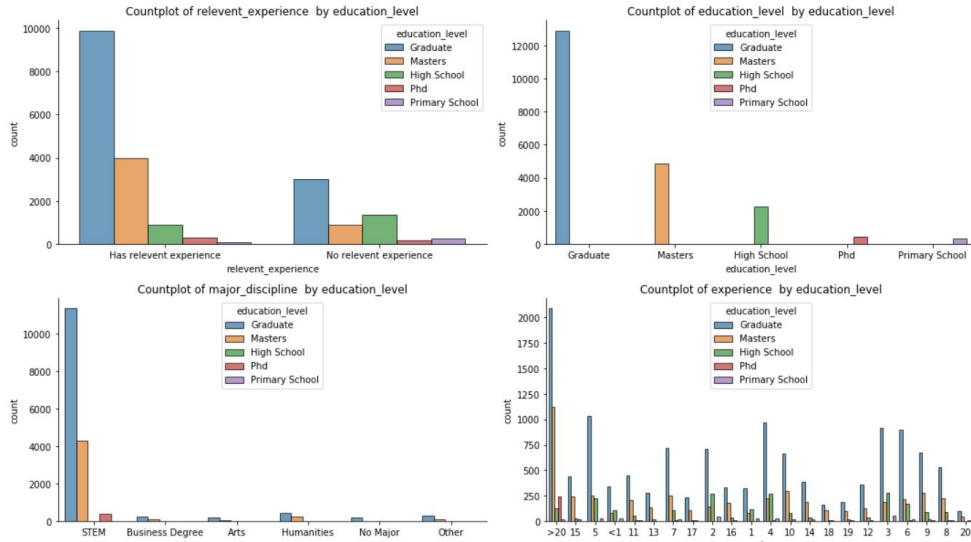 Countplot of relevent_experience by education_level
10000
8000
6000
4000
2000
0
count
education_level
Graduate
Masters
High School
Phd
Primary School
Has relevent experience
No relevent experience
relevent_experience
Countplot of education_level by education_level
12000
10000
8000
6000
4000
2000
0
count
education_level
Graduate
Masters
High School
Phd
Primary School
Graduate Masters High School Phd Primary School
education_level
Countplot of major_discipline by education_level
10000
8000
6000
4000
2000
0
count
education_level
Graduate
Masters
High School
Phd
Primary School
STEM Business Degree Arts Humanities No Major Other
Countplot of experience by education_level
2000
1750
1500
1250
1000
750
500
250
0
count
education_level
Graduate
Masters
High School
Phd
Primary School
>20 15 5 <1 11 13 7 17 2 16 1 4 10 14 18 19 12 3 6 9 8 20